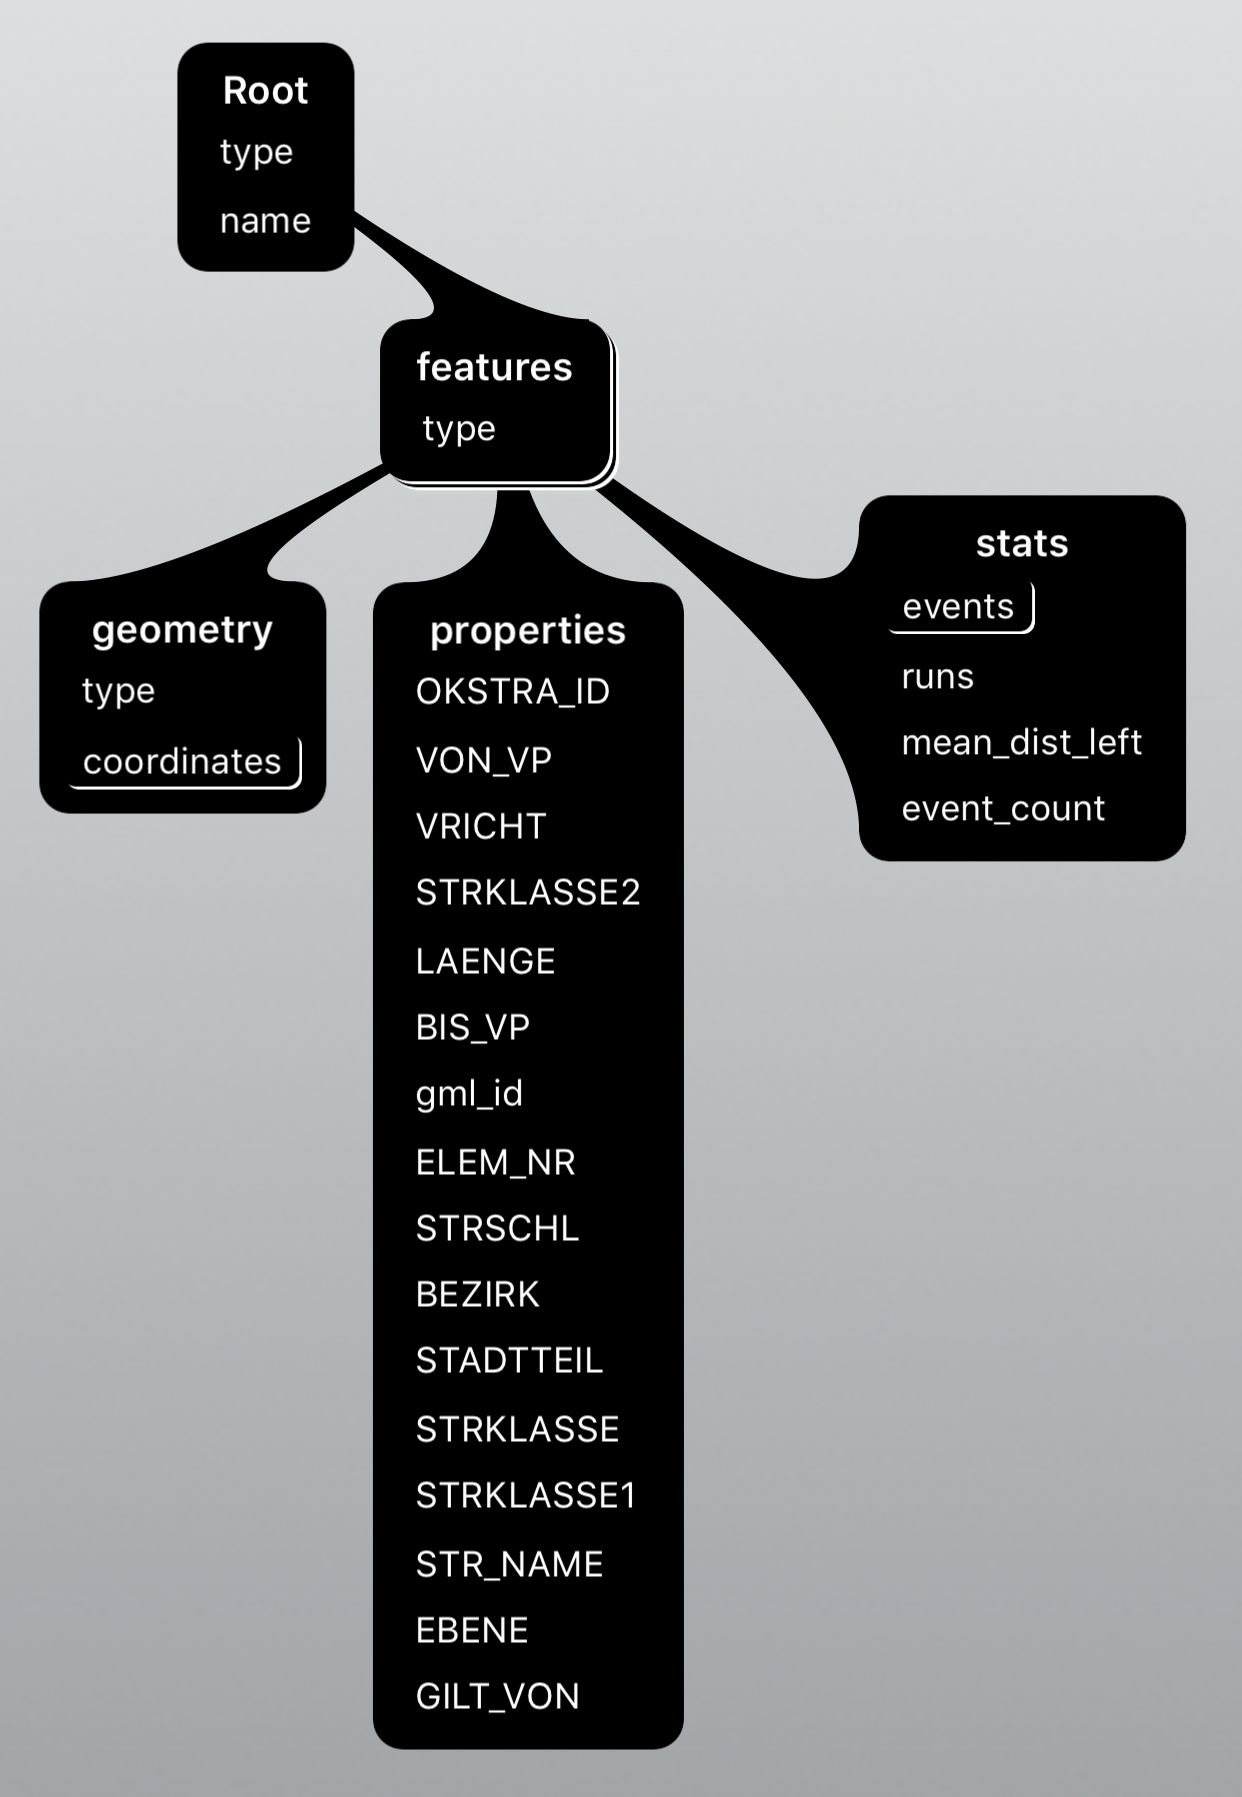 Root
type
name
features
type
geometry
type
coordinates
properties
OKSTRA_ID
VON_VP
VRICHT
STRKLASSE2
LAENGE
BIS_VP
gml_id
ELEM_NR
STRSCHL
BEZIRK
STADTTEIL
STRKLASSE
STRKLASSE1
STR_NAME
EBENE
GILT_VON
stats
events
runs
mean_dist_left
event_count